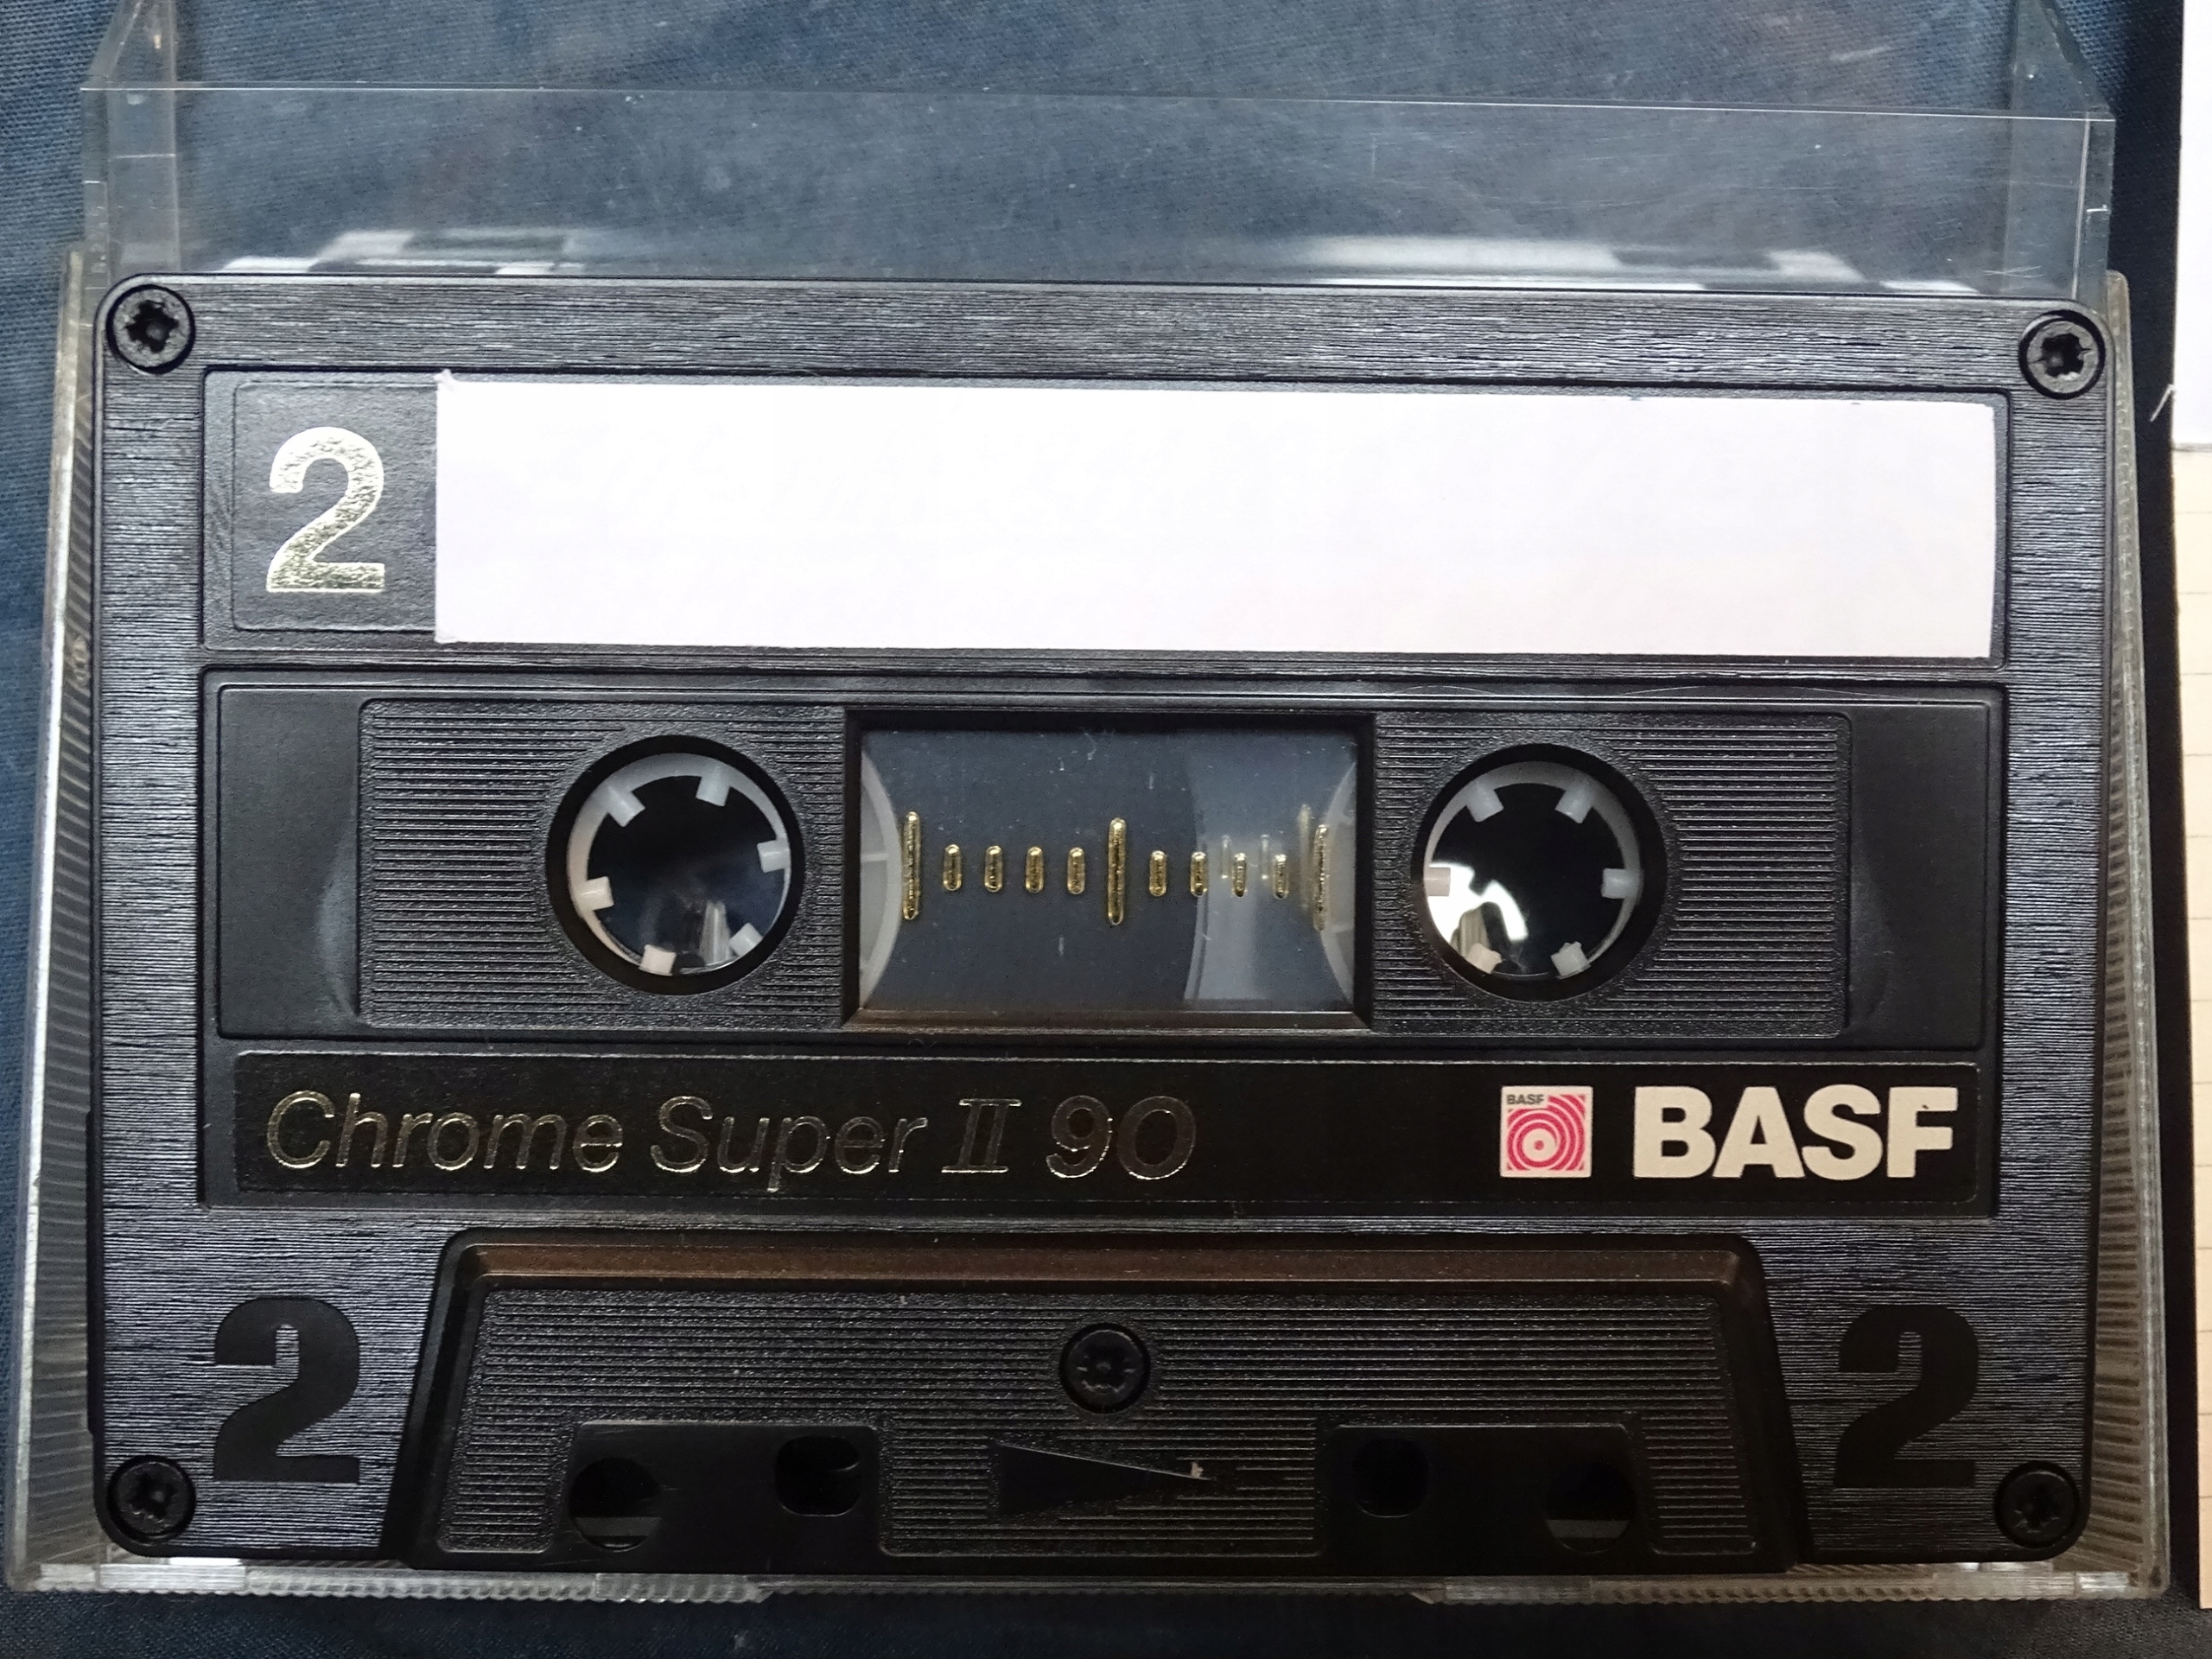 2
Chrome Super II 90
BASF BASF
2 2